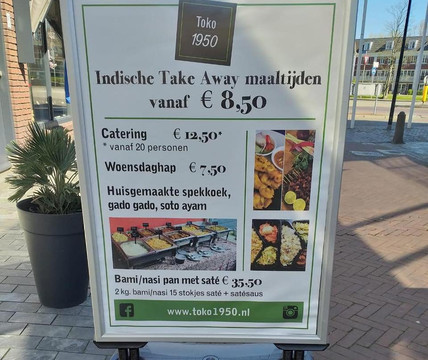 Toko
1950
Indische Take Away maaltijden
vanaf € 8,50
Catering € 12,50*
* vanaf 20 personen
Woensdaghap € 7,50
Huisgemaakte spekkoek,
gado gado, soto ayam
Bami/nasi pan met saté € 35,50
2 kg. bami/nasi 15 stokjes saté + satésaus
www.toko1950.nl